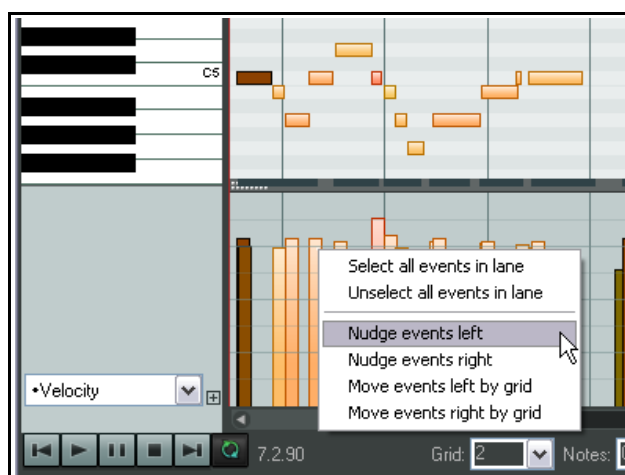 C5
Select all events in lane
Unselect all events in lane
Nudge events left
Nudge events right
Move events left by grid
Move events right by grid
•Velocity
7.2.90 Grid: 2 Notes: